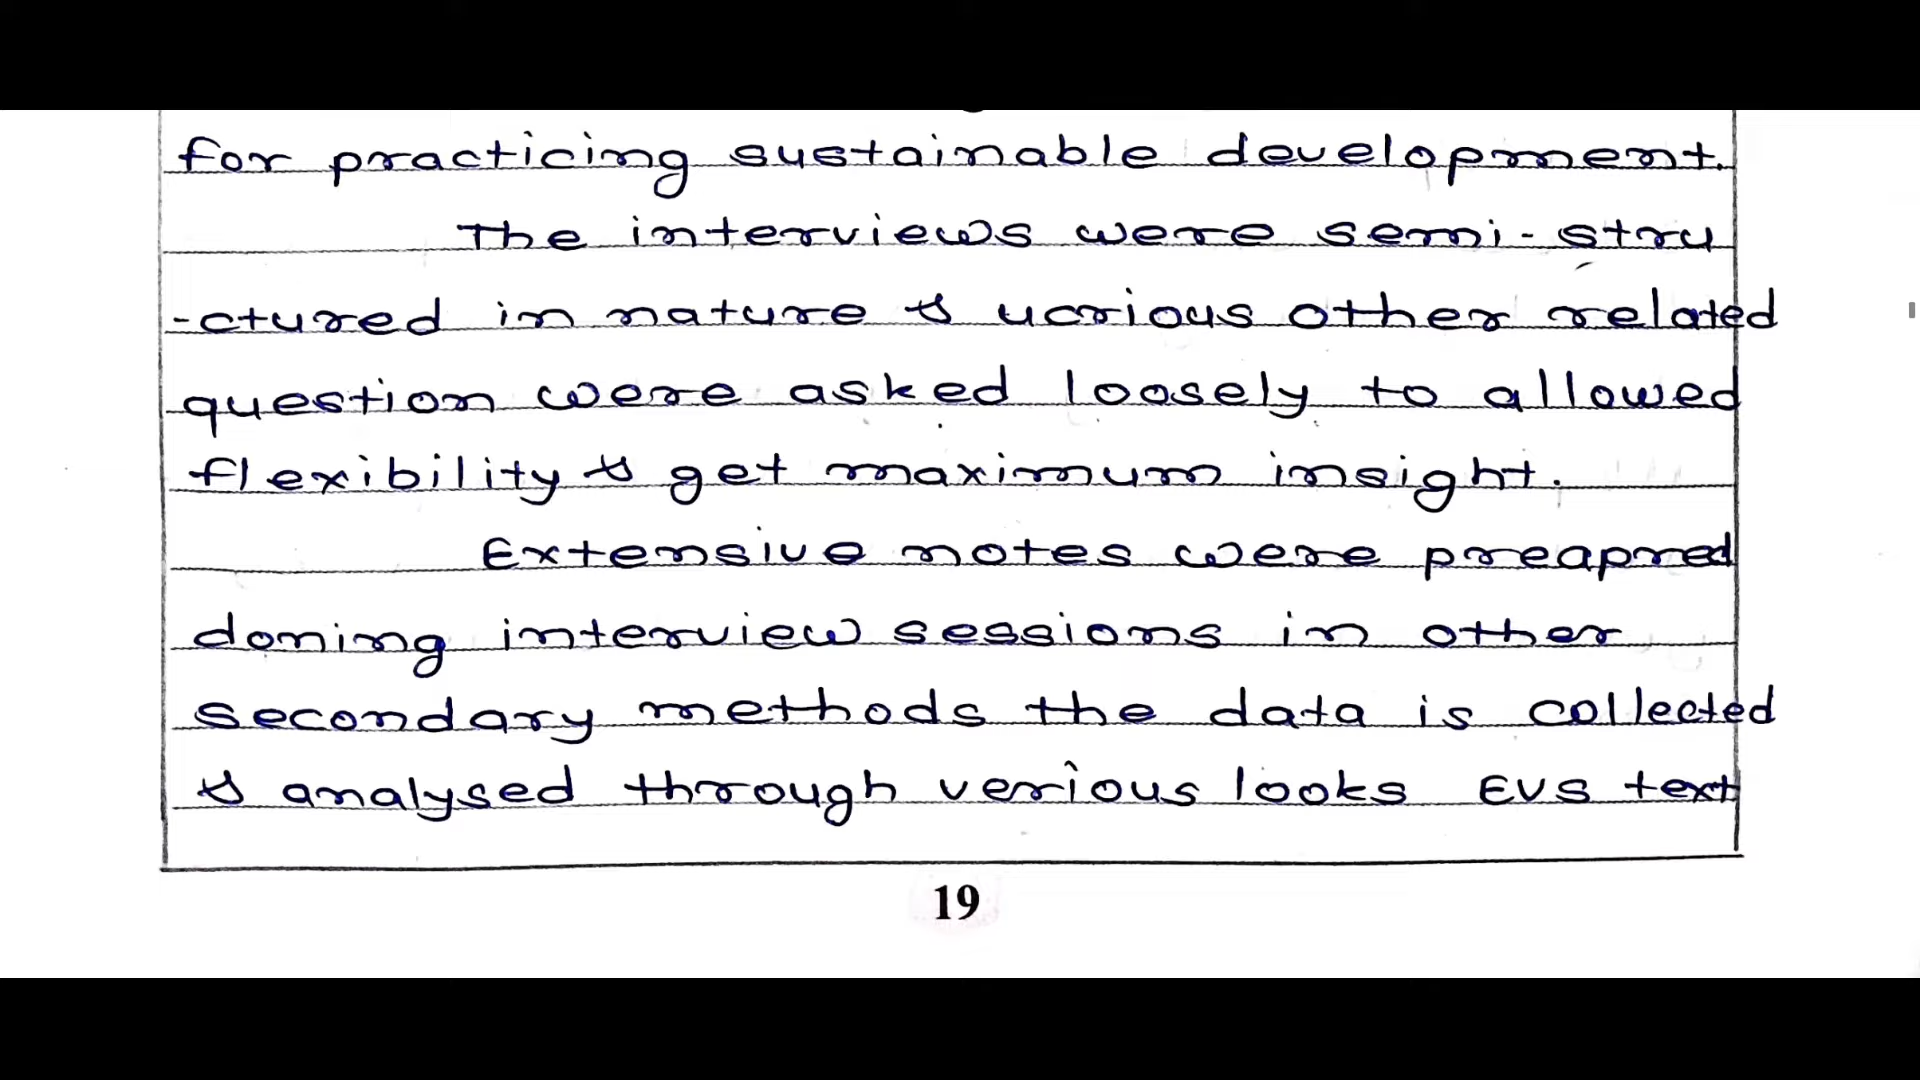 for practicing sustainable development.
The interviews were semi-stru
-ctured in nature & ucrious other related
question were asked loosely to allowed
flexibility & get maximum insight.
Extensive notes were preapred
doning interview sessions in other
secondary methods the data is collected
& analysed through verious looks EVS text
19